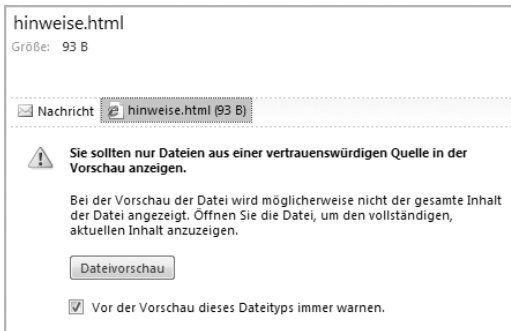 hinweise.html
Größe: 93 B
Nachricht hinweise.html (93 B)
Sie sollten nur Dateien aus einer vertrauenswürdigen Quelle in der
Vorschau anzeigen.
Bei der Vorschau der Datei wird möglicherweise nicht der gesamte Inhalt
der Datei angezeigt. Öffnen Sie die Datei, um den vollständigen,
aktuellen Inhalt anzuzeigen.
Dateivorschau
Vor der Vorschau dieses Dateityps immer warnen.